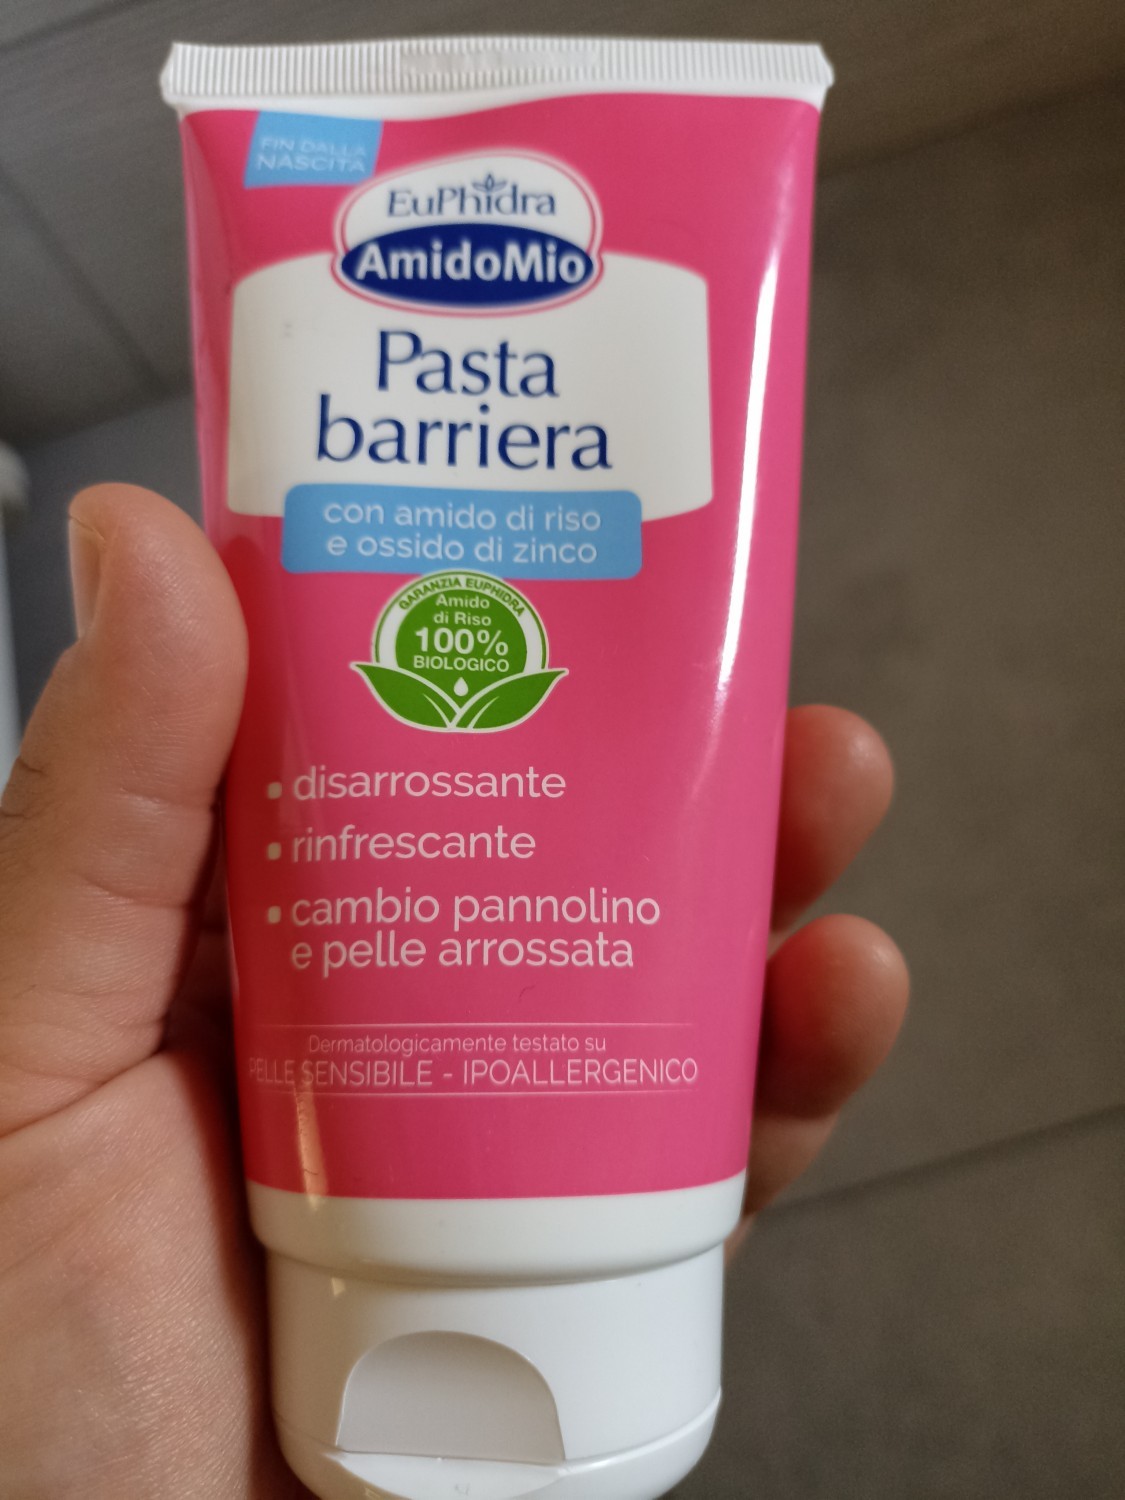 FIN DALLA
NASCITA
EuPhidra
AmidoMio
Pasta
barriera
con amido di riso
e ossido di zinco
GARANZIA EUPHIDRA
Amido
di Riso
100%
BIOLOGICO
disarrossante
rinfrescante
cambio pannolino
e pelle arrossata
Dermatologicamente testato su
PELLE SENSIBILE - IPOALLERGENICO